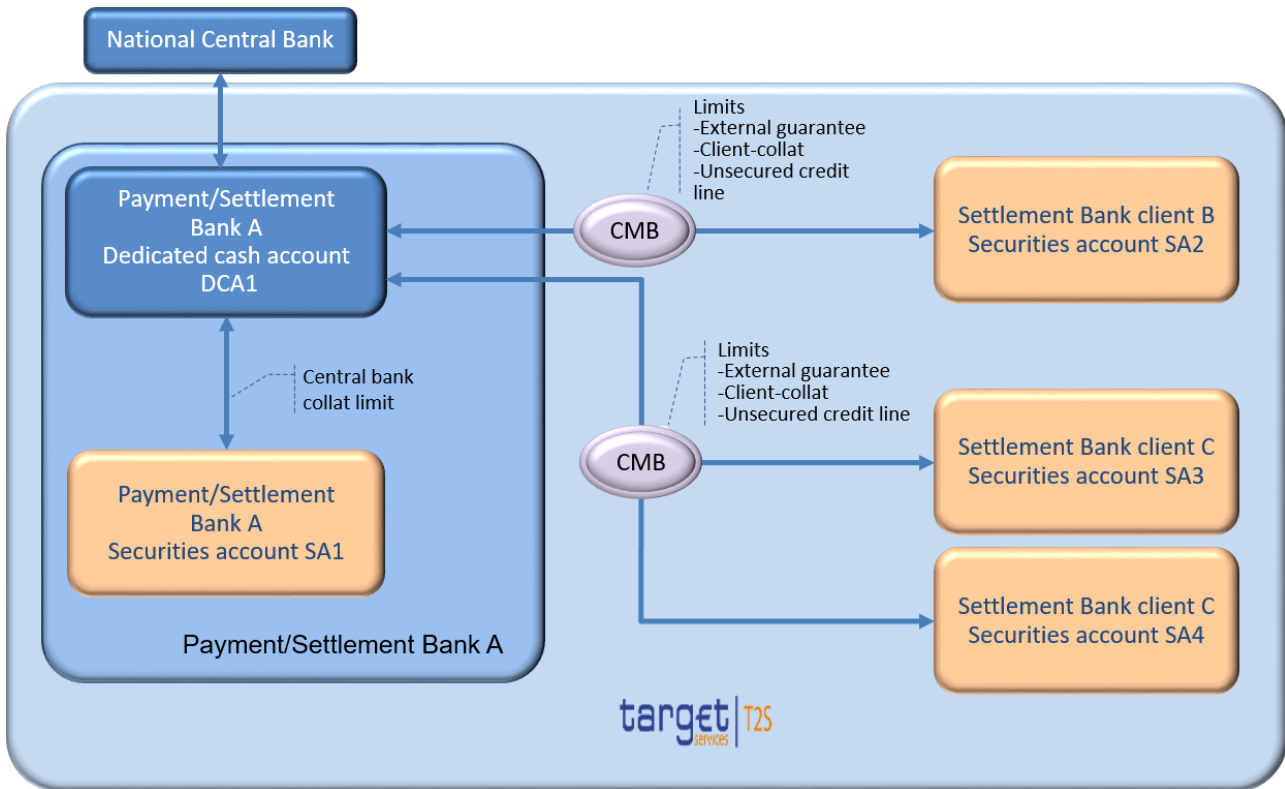 National Central Bank
Limits
-External guarantee
-Client-collat
-Unsecured credit
line
Payment/Settlement
Bank A
Dedicated cash account
DCA1
CMB
Settlement Bank client B
Securities account SA2
Central bank
collat limit
Limits
-External guarantee
-Client-collat
-Unsecured credit line
CMB
Settlement Bank client C
Securities account SA3
Payment/Settlement
Bank A
Securities account SA1
Settlement Bank client C
Securities account SA4
Payment/Settlement Bank A
target
services
T2S